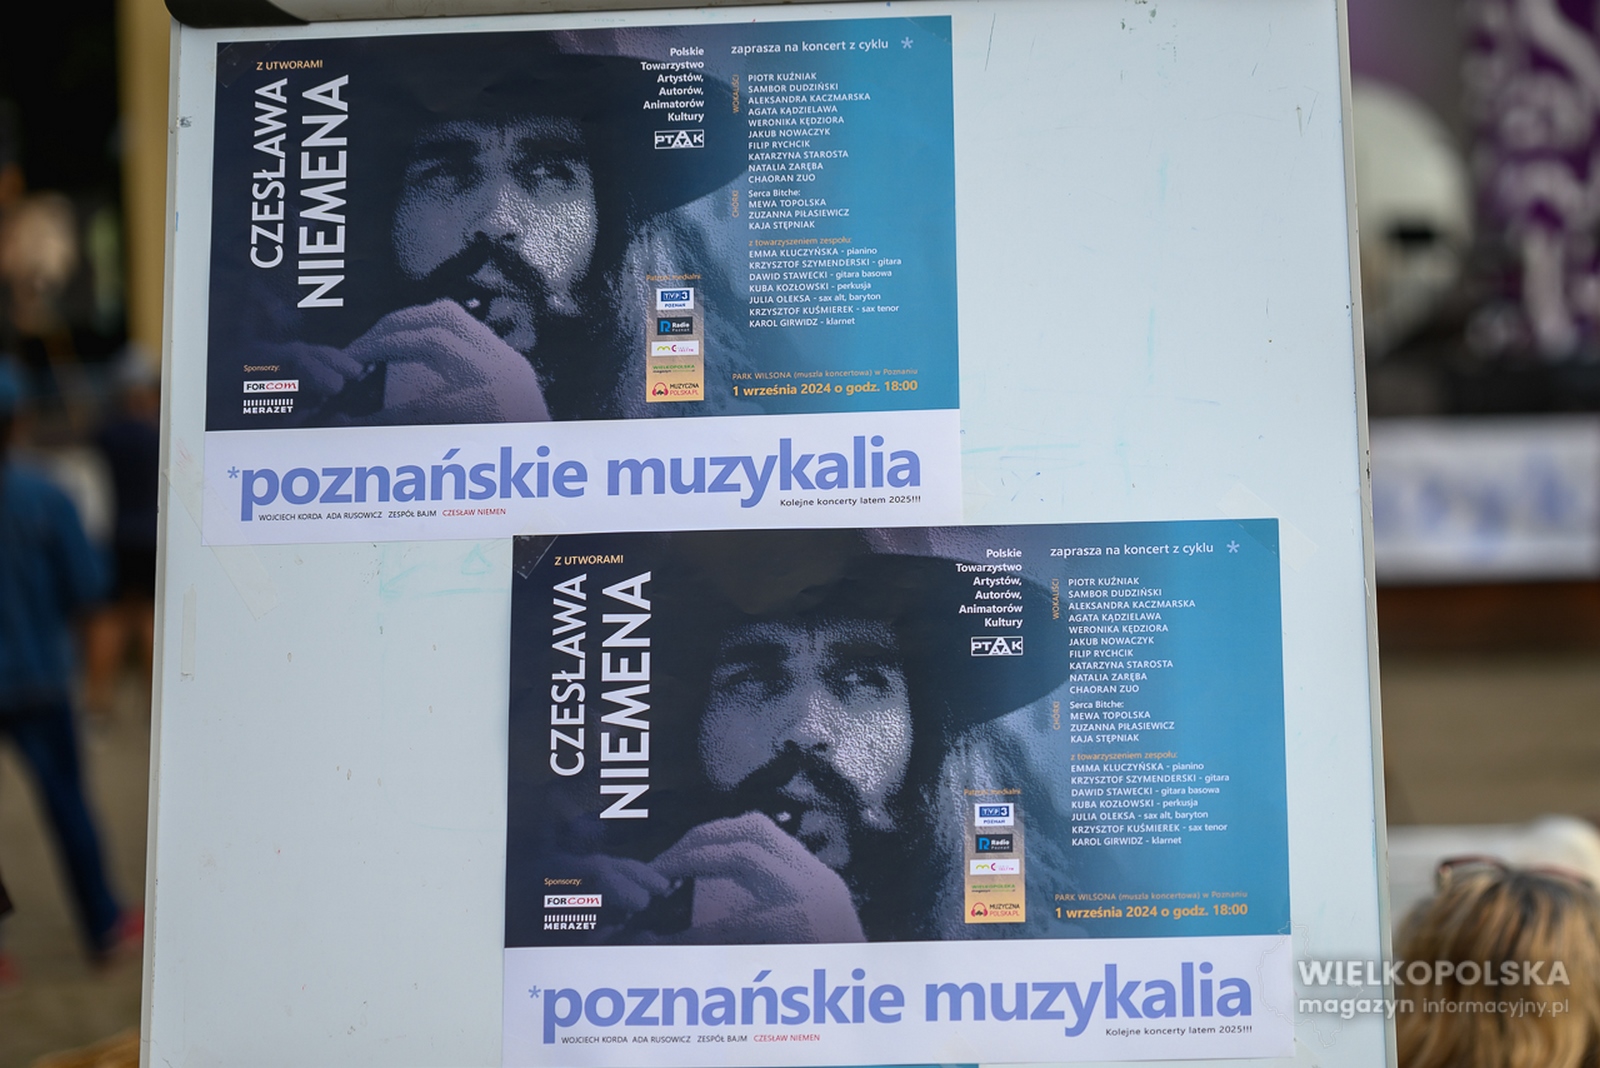 Z UTWORAMI
CZESŁAWA
NIEMENA
Polskie
Towarzystwo
Artystów,
Autorów,
Animatorów
Kultury
PTAAK
zaprasza na koncert z cyklu *
WOKALIŚCI
PIOTR KUŹNIAK
SAMBOR DUDZIŃSKI
ALEKSANDRA KACZMARSKA
AGATA KĄDZIELAWA
WERONIKA KĘDZIORA
JAKUB NOWACZYK
FILIP RYCHCIK
KATARZYNA STAROSTA
NATALIA ZARĘBA
CHAORAN ZUO
CHÓRKI
Serca Bitche:
MEWA TOPOLSKA
ZUZANNA PIŁASIEWICZ
KAJA STĘPNIAK
z towarzyszeniem zespołu:
EMMA KLUCZYŃSKA - pianino
KRZYSZTOF SZYMENDERSKI - gitara
DAWID STAWECKI - gitara basowa
KUBA KOZŁOWSKI - perkusja
JULIA OLEKSA - sax alt, baryton
KRZYSZTOF KUŚMIEREK - sax tenor
KAROL GIRWIDZ - klarnet
Patroni medialni:
TVP3
POZNAŃ
Radio
Poznań
WIELKOPOLSKA
MUZYCZNA
POLSKA.PL
Sponsorzy:
FORCOM
MERAZET
PARK WILSONA (muszla koncertowa) w Poznaniu
1 września 2024 o godz. 18:00
*poznańskie muzykalia
Kolejne koncerty latem 2025!!!
WOJCIECH KORDA ADA RUSOWICZ ZESPÓŁ BAJM CZESŁAW NIEMEN
Z UTWORAMI
CZESŁAWA
NIEMENA
Polskie
Towarzystwo
Artystów,
Autorów,
Animatorów
Kultury
PTAAK
zaprasza na koncert z cyklu *
WOKALIŚCI
PIOTR KUŹNIAK
SAMBOR DUDZIŃSKI
ALEKSANDRA KACZMARSKA
AGATA KĄDZIELAWA
WERONIKA KĘDZIORA
JAKUB NOWACZYK
FILIP RYCHCIK
KATARZYNA STAROSTA
NATALIA ZARĘBA
CHAORAN ZUO
CHÓRKI
Serca Bitche:
MEWA TOPOLSKA
ZUZANNA PIŁASIEWICZ
KAJA STĘPNIAK
z towarzyszeniem zespołu:
EMMA KLUCZYŃSKA - pianino
KRZYSZTOF SZYMENDERSKI - gitara
DAWID STAWECKI - gitara basowa
KUBA KOZŁOWSKI - perkusja
JULIA OLEKSA - sax alt, baryton
KRZYSZTOF KUŚMIEREK - sax tenor
KAROL GIRWIDZ - klarnet
Patroni medialni:
TVP3
POZNAŃ
Radio
Poznań
WIELKOPOLSKA
MUZYCZNA
POLSKA.PL
Sponsorzy:
FORCOM
MERAZET
PARK WILSONA (muszla koncertowa) w Poznaniu
1 września 2024 o godz. 18:00
*poznańskie muzykalia
Kolejne koncerty latem 2025!!!
WOJCIECH KORDA ADA RUSOWICZ ZESPÓŁ BAJM CZESŁAW NIEMEN
WIELKOPOLSKA
magazyn informacyjny.pl